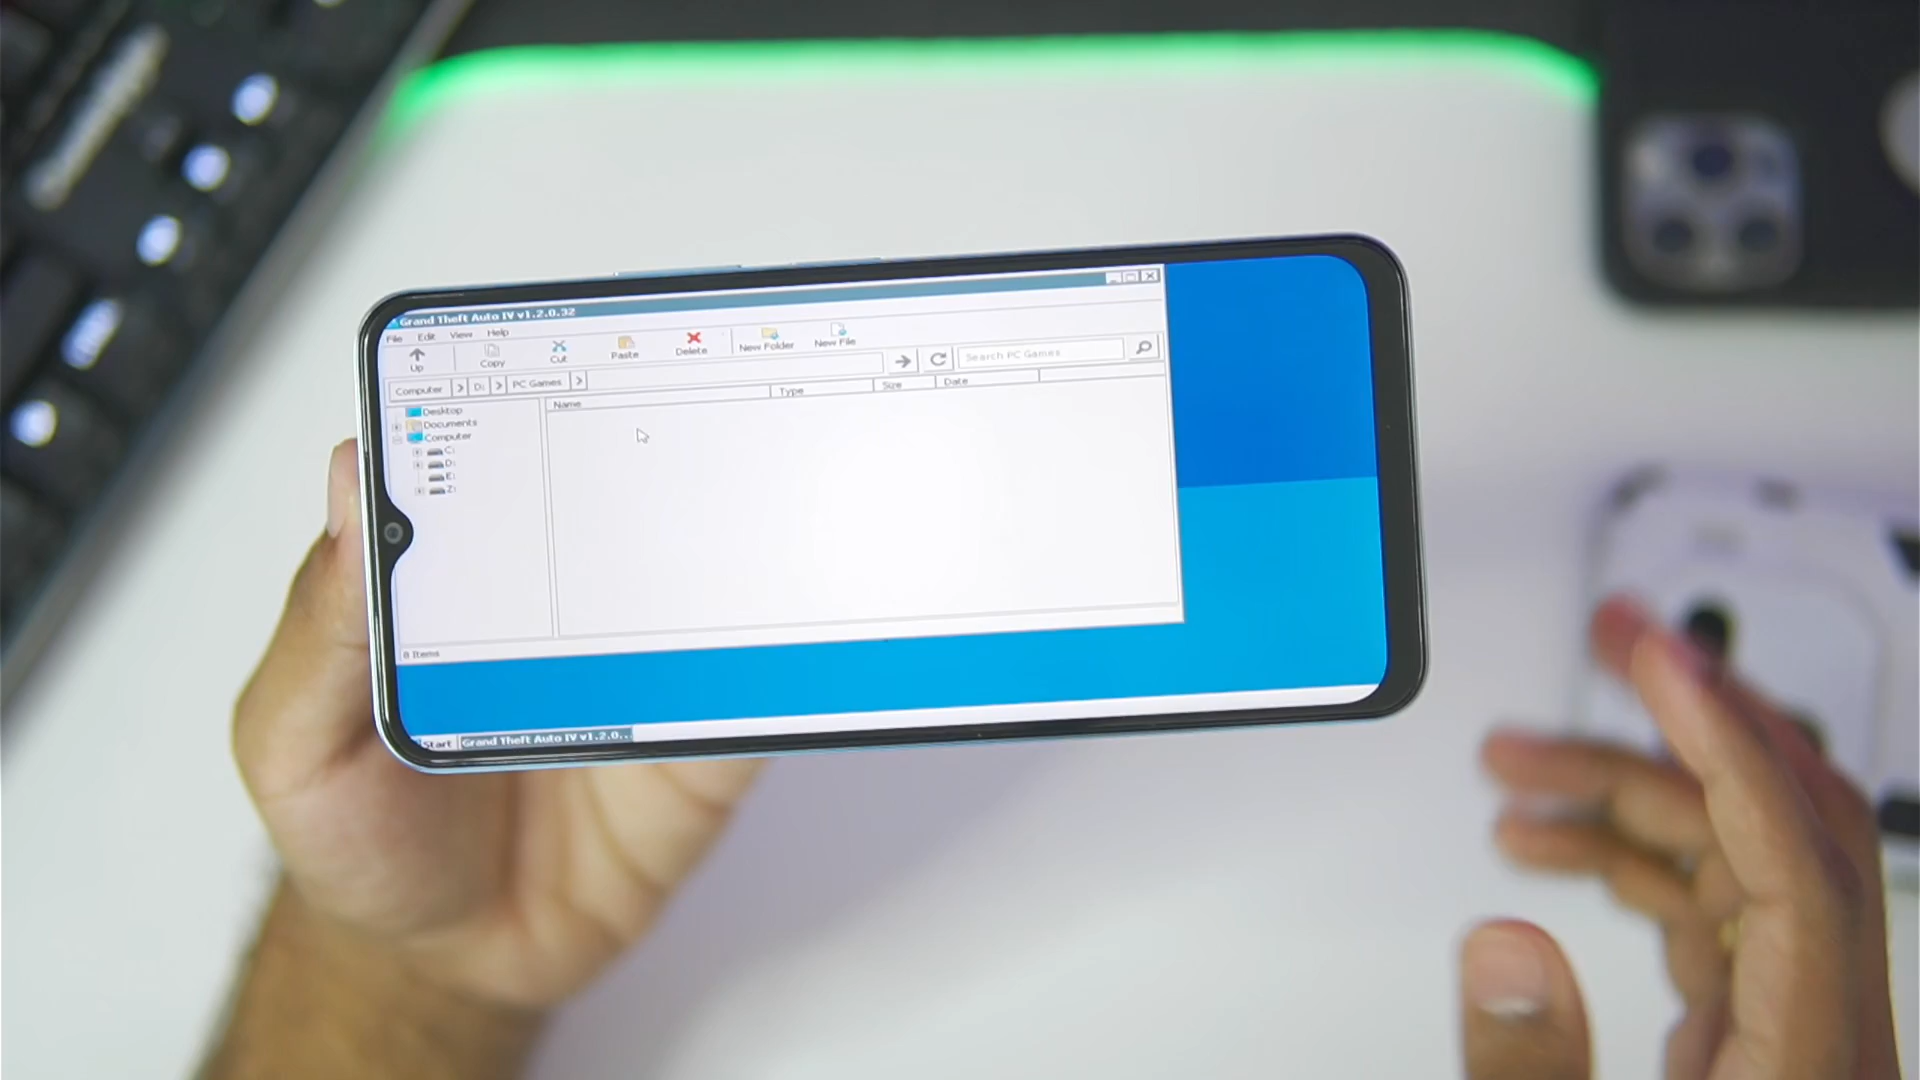 Grand Theft Auto IV v1.2.0.32
File Edit View Help
Up Copy Cut Paste Delete New Folder New File
Computer D: PC Games Search PC Games
Name Type Size Date
Desktop
Documents
Computer
C:
D:
E:
Z:
8 Items
Start Grand Theft Auto IV v1.2.0...